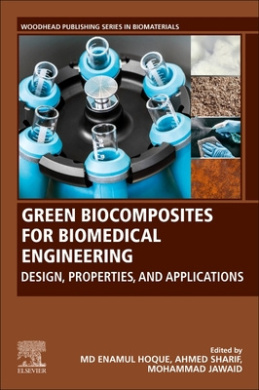 WOODHEAD PUBLISHING SERIES IN BIOMATERIALS
GREEN BIOCOMPOSITES
FOR BIOMEDICAL
ENGINEERING
DESIGN, PROPERTIES, AND APPLICATIONS
Edited by
MD ENAMUL HOQUE, AHMED SHARIF,
MOHAMMAD JAWAID
ELSEVIER